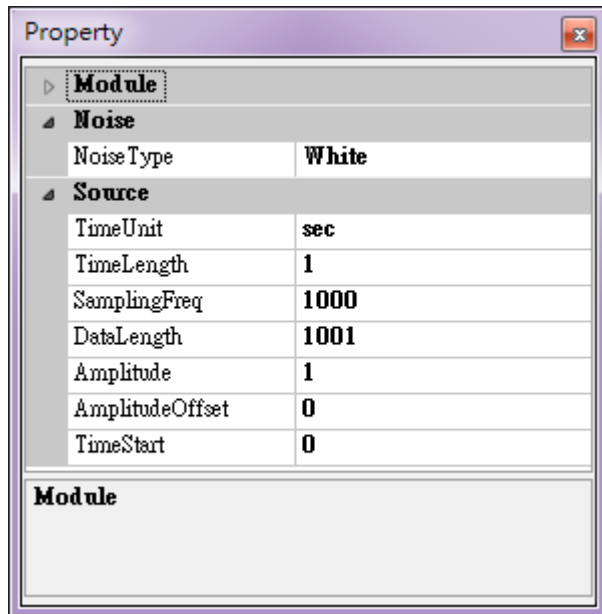 Property
Module
Noise
NoiseType White
Source
TimeUnit sec
TimeLength 1
SamplingFreq 1000
DataLength 1001
Amplitude 1
AmplitudeOffset 0
TimeStart 0
Module